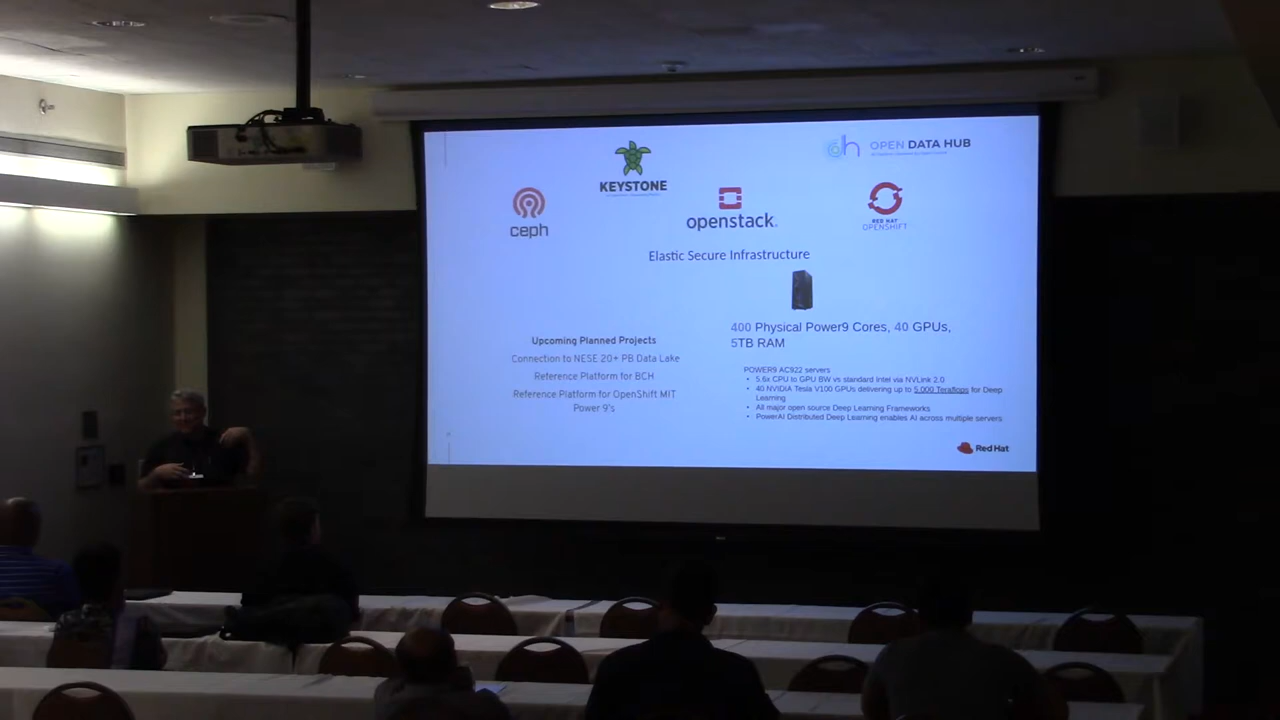 KEYSTONE
OPEN DATA HUB
ceph
openstack.
RED HAT
OPENSHIFT
Elastic Secure Infrastructure
400 Physical Power9 Cores, 40 GPUs,
5TB RAM
Upcoming Planned Projects
Connection to NESE 20+ PB Data Lake
Reference Platform for BCH
Reference Platform for OpenShift MIT
Power 9's
POWER9 AC922 servers
• 5.6x CPU to GPU BW vs standard Intel via NVLink 2.0
• 40 NVIDIA Tesla V100 GPUs delivering up to 5,000 Teraflops for Deep
Learning
• All major open source Deep Learning Frameworks
• PowerAI Distributed Deep Learning enables AI across multiple servers
Red Hat